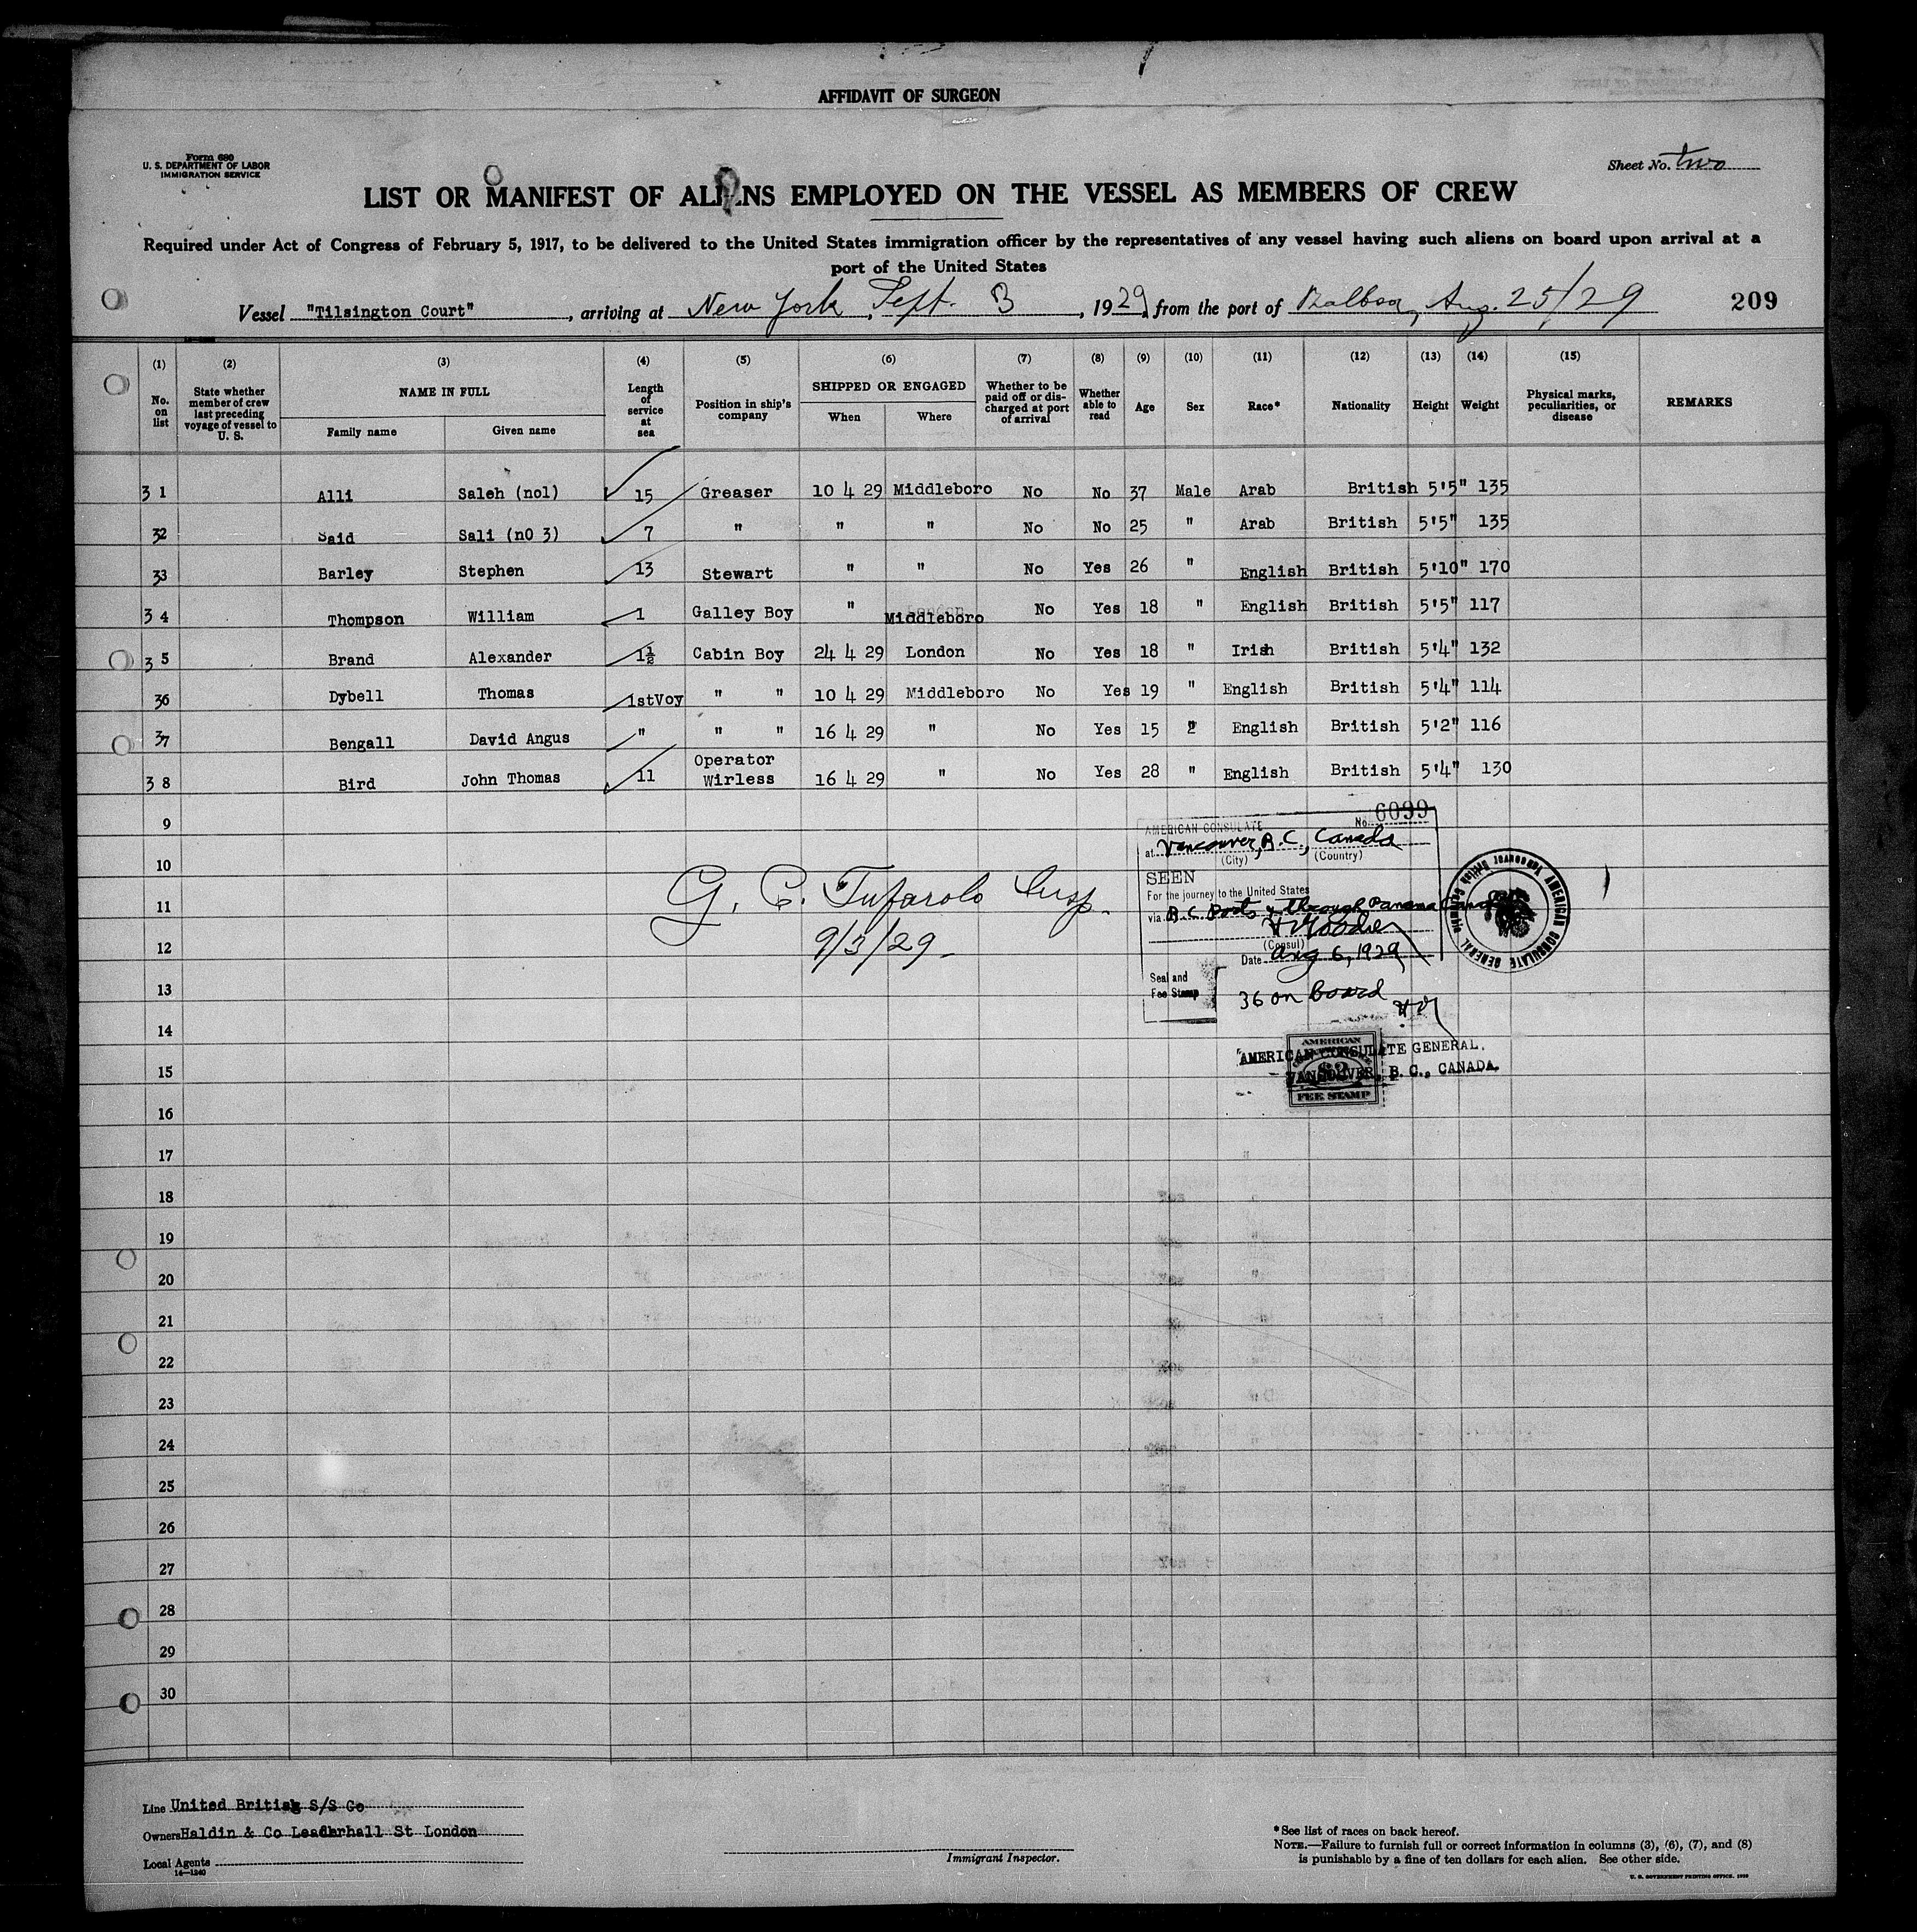 AFFIDAVIT OF SURGEON
Form 680
U. S. DEPARTMENT OF LABOR
IMMIGRATION SERVICE
Sheet No. two
LIST OR MANIFEST OF ALIENS EMPLOYED ON THE VESSEL AS MEMBERS OF CREW
Required under Act of Congress of February 5, 1917, to be delivered to the United States immigration officer by the representatives of any vessel having such aliens on board upon arrival at a
port of the United States
Vessel "Tilsington Court", arriving at New York, Sept. 3, 1929, from the port of Balboa, Aug. 25/29 209
(1) (2) (3) (4) (5) (6) (7) (8) (9) (10) (11) (12) (13) (14) (15)
No. on list State whether member of crew last preceding voyage of vessel to U. S. NAME IN FULL Family name Given name Length of service at sea Position in ship's company SHIPPED OR ENGAGED When Where Whether to be paid off or discharged at port of arrival Whether able to read Age Sex Race* Nationality Height Weight Physical marks, peculiarities, or disease REMARKS
31 Alli Saleh (no1) 15 Greaser 10 4 29 Middleboro No No 37 Male Arab British 5'5" 135
32 Said Sali (nO 3) 7 " " " No No 25 " Arab British 5'5" 135
33 Barley Stephen 13 Stewart " " No Yes 26 " English British 5'10" 170
34 Thompson William 1 Galley Boy " Middleboro No Yes 18 " English British 5'5" 117
35 Brand Alexander 1½ Cabin Boy 24 4 29 London No Yes 18 " Irish British 5'4" 132
36 Dybell Thomas 1stVoy " " 10 4 29 Middleboro No Yes 19 " English British 5'4" 114
37 Bengall David Angus " " " 16 4 29 " No Yes 15 " English British 5'2" 116
38 Bird John Thomas 11 Operator Wirless 16 4 29 " No Yes 28 " English British 5'4" 130
9
10
11
12
13
14
15
16
17
18
19
20
21
22
23
24
25
26
27
28
29
30
G. C. Tufarolo Insp.
9/3/29
No. 6099
AMERICAN CONSULATE
at Vancouver, B.C., Canada
(City) (Country)
SEEN
For the journey to the United States
via B.C. Ports & through Panama Canal
(Consul)
Date Aug 6, 1929
Seal and
Fee Stamp
36 on board
AMERICAN CONSULATE GENERAL
AMERICAN CONSULATE GENERAL.
VANCOUVER, B. C., CANADA.
AMERICAN
$2
FEE STAMP
Line United British S/S Co
Owners Haldin & Co Leaderhall St London
Local Agents
14—1240
Immigrant Inspector.
*See list of races on back hereof.
NOTE.—Failure to furnish full or correct information in columns (3), (6), (7), and (8)
is punishable by a fine of ten dollars for each alien. See other side.
U. S. GOVERNMENT PRINTING OFFICE